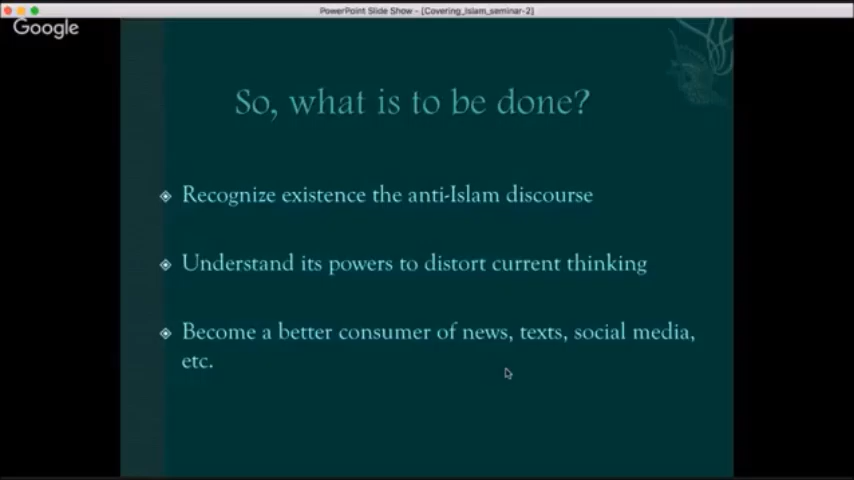 PowerPoint Slide Show - [Covering_Islam_seminar-2]
Google
So, what is to be done?
Recognize existence the anti-Islam discourse
Understand its powers to distort current thinking
Become a better consumer of news, texts, social media,
etc.